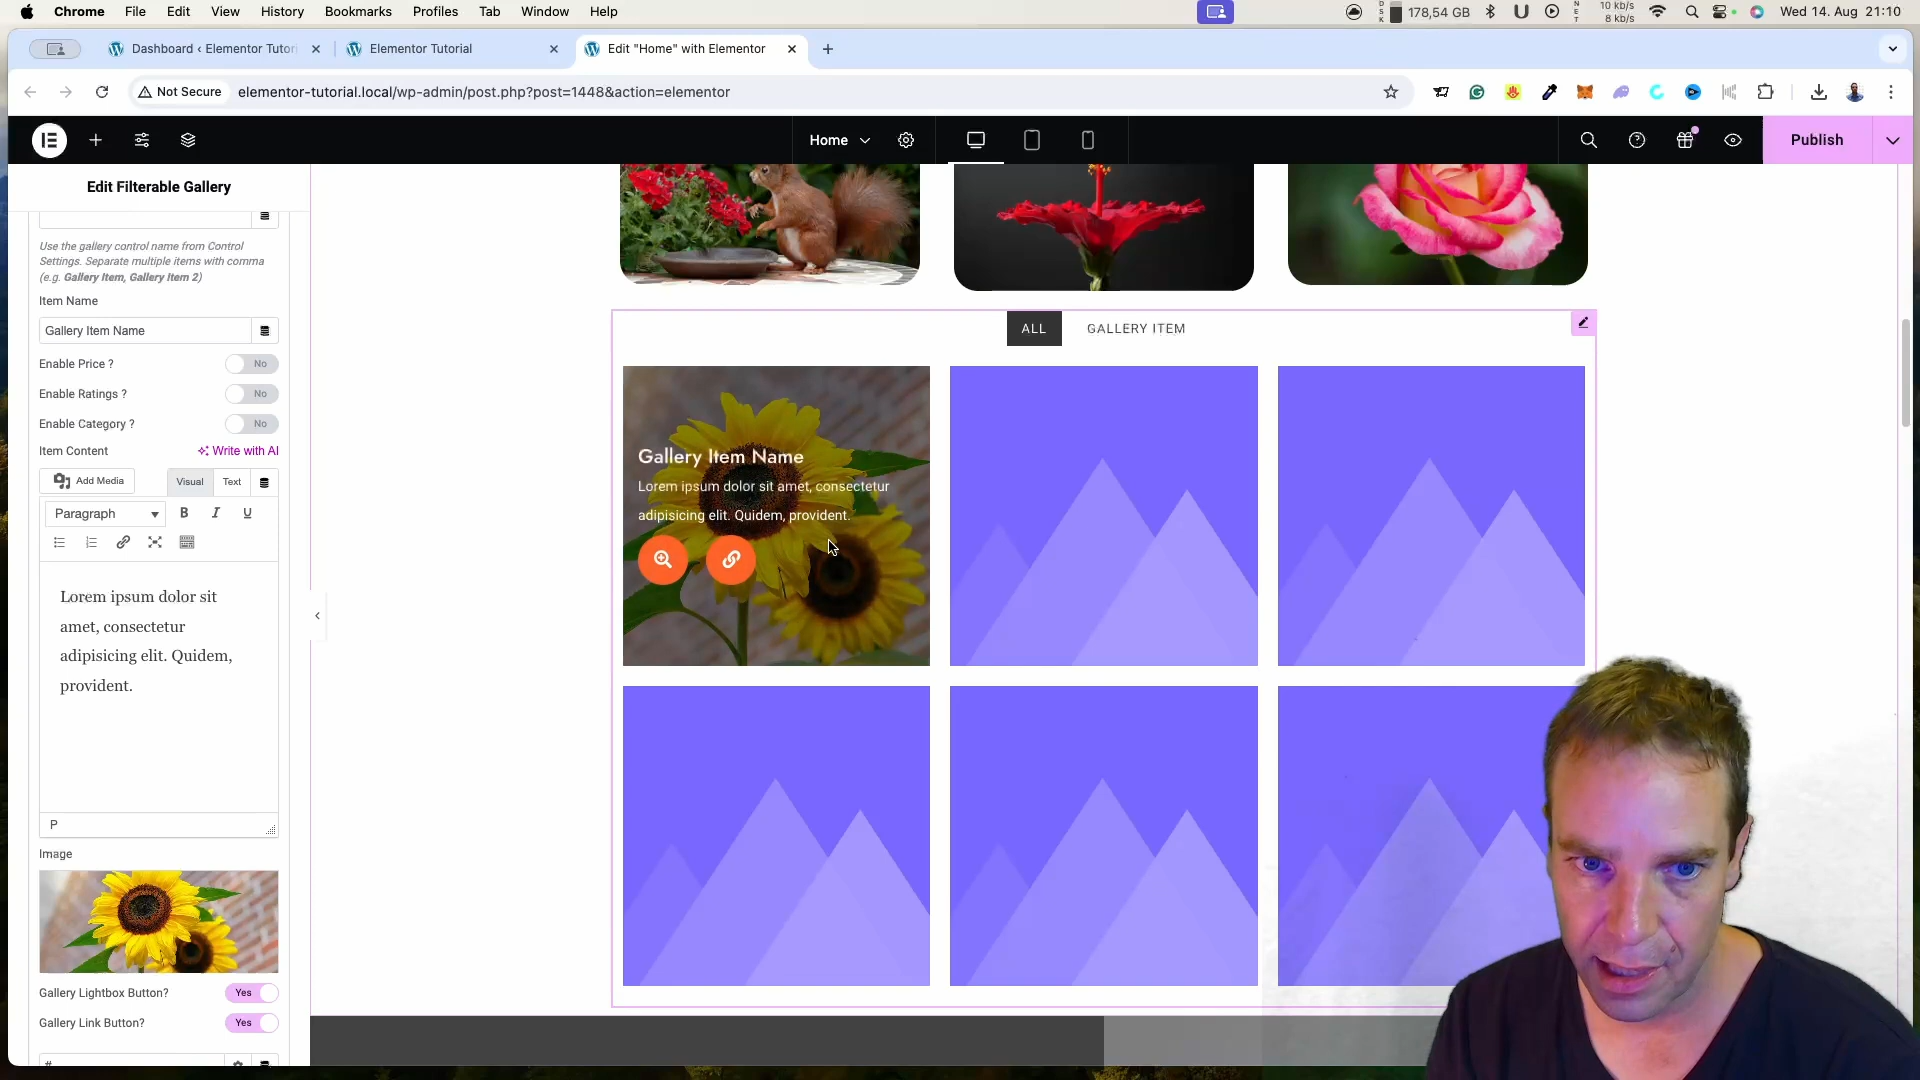 Chrome File Edit View History Bookmarks Profiles Tab Window Help
178,54 GB
10 kb/s
8 kb/s
Wed 14. Aug 21:10
Dashboard ‹ Elementor Tutori
Elementor Tutorial
Edit "Home" with Elementor
Not Secure
elementor-tutorial.local/wp-admin/post.php?post=1448&action=elementor
Home
Publish
Edit Filterable Gallery
Use the gallery control name from Control
Settings. Separate multiple items with comma
(e.g. Gallery Item, Gallery Item 2)
Item Name
Gallery Item Name
Enable Price ? No
Enable Ratings ? No
Enable Category ? No
Item Content Write with AI
Add Media Visual Text
Paragraph B I U
Lorem ipsum dolor sit
amet, consectetur
adipisicing elit. Quidem,
provident.
P
Image
Gallery Lightbox Button? Yes
Gallery Link Button? Yes
#
ALL GALLERY ITEM
Gallery Item Name
Lorem ipsum dolor sit amet, consectetur
adipisicing elit. Quidem, provident.